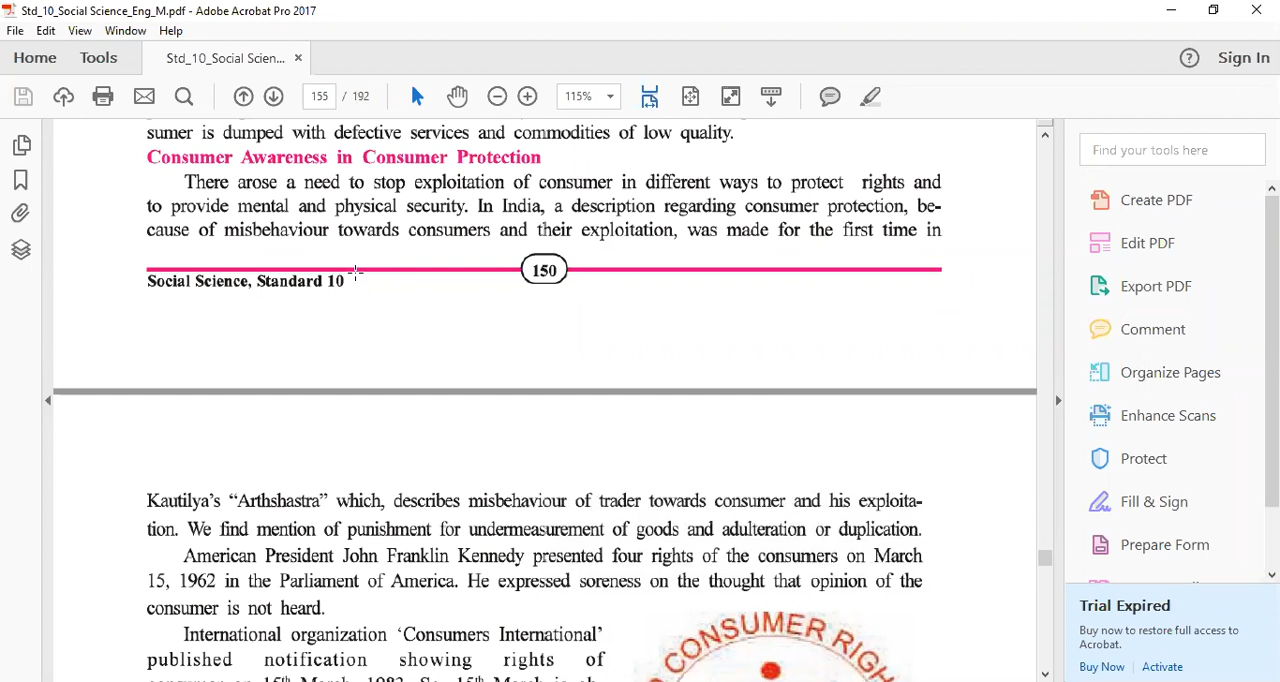 Std_10_Social Science_Eng_M.pdf - Adobe Acrobat Pro 2017
File Edit View Window Help
Home Tools Std_10_Social Scien... × Sign In
155 / 192 115%
sumer is dumped with defective services and commodities of low quality.
Consumer Awareness in Consumer Protection
There arose a need to stop exploitation of consumer in different ways to protect rights and
to provide mental and physical security. In India, a description regarding consumer protection, be-
cause of misbehaviour towards consumers and their exploitation, was made for the first time in
150
Social Science, Standard 10
Kautilya's “Arthshastra” which, describes misbehaviour of trader towards consumer and his exploita-
tion. We find mention of punishment for undermeasurement of goods and adulteration or duplication.
American President John Franklin Kennedy presented four rights of the consumers on March
15, 1962 in the Parliament of America. He expressed soreness on the thought that opinion of the
consumer is not heard.
International organization ‘Consumers International’
published notification showing rights of
CONSUMER RIGH
Find your tools here
Create PDF
Edit PDF
Export PDF
Comment
Organize Pages
Enhance Scans
Protect
Fill & Sign
Prepare Form
Trial Expired
Buy now to restore full access to
Acrobat.
Buy Now Activate